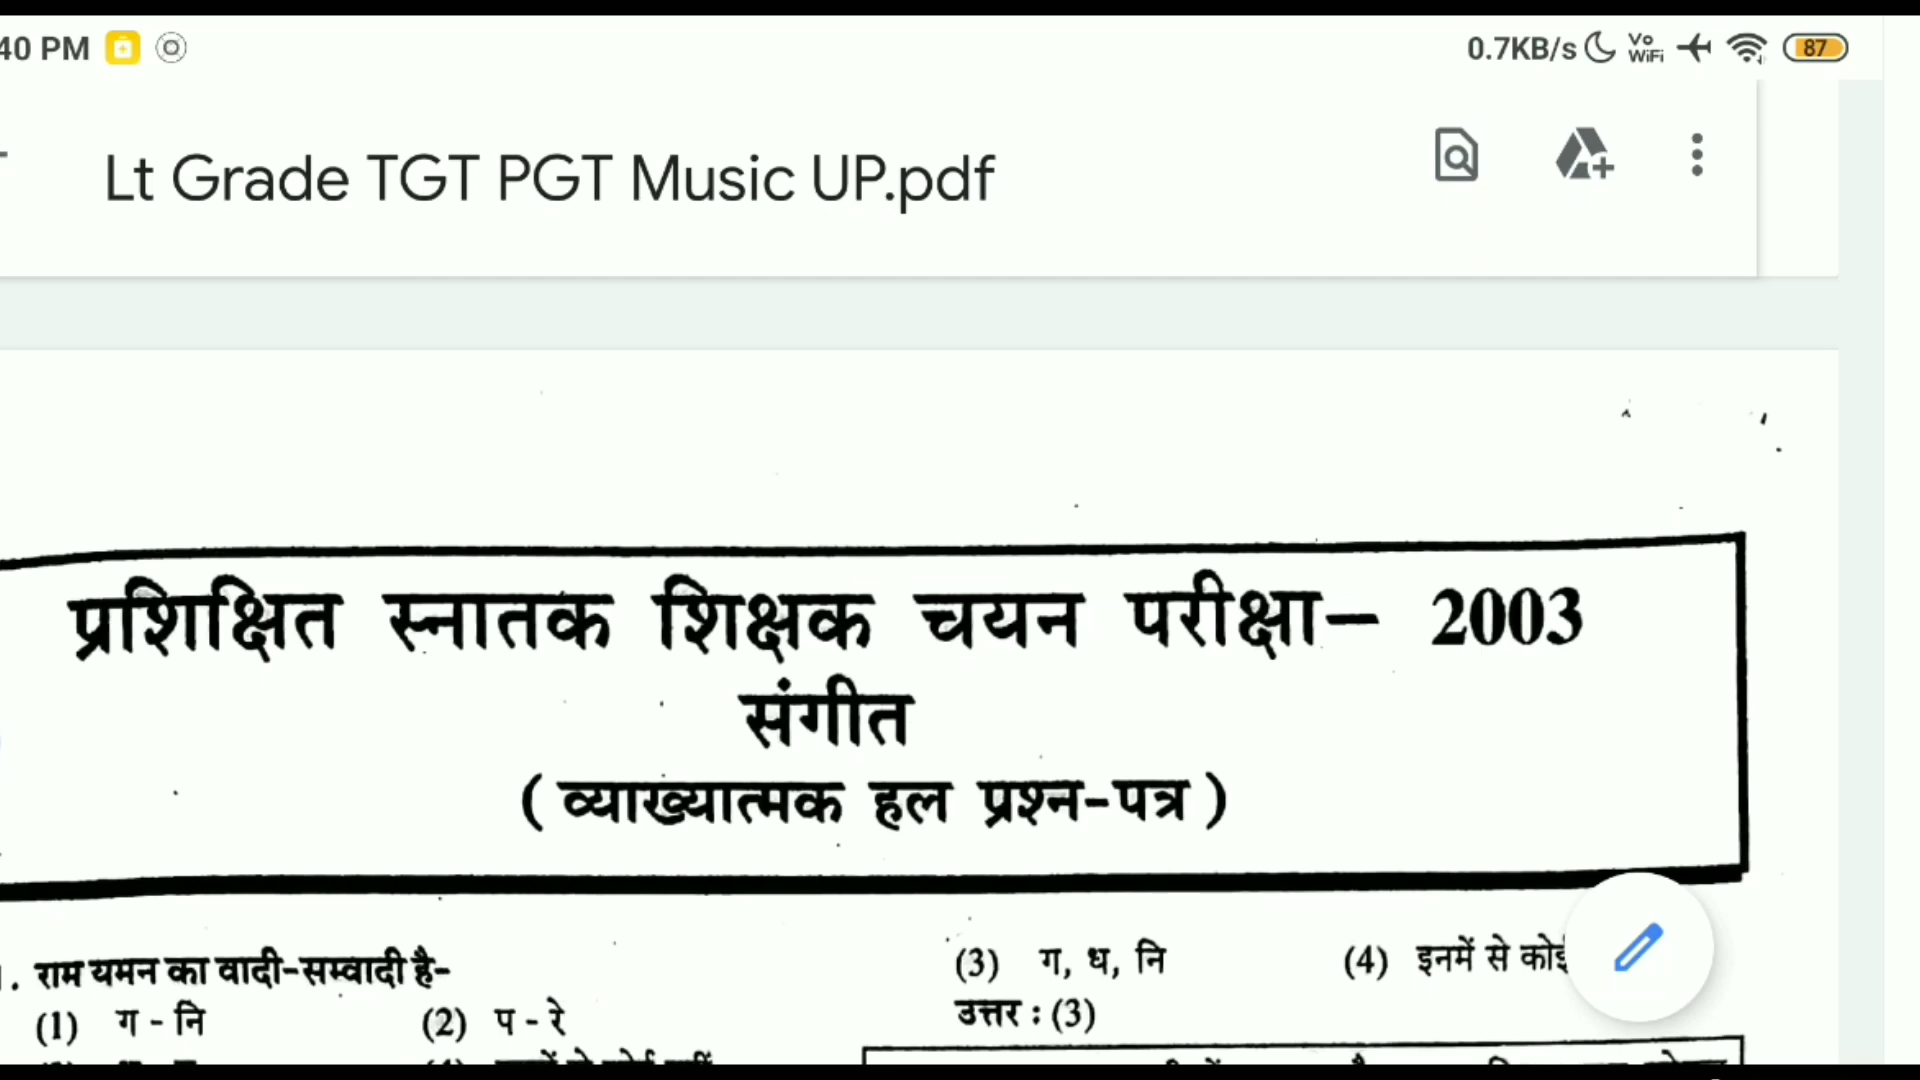 40 PM
0.7KB/s Vo WiFi 87
Lt Grade TGT PGT Music UP.pdf
प्रशिक्षित स्नातक शिक्षक चयन परीक्षा– 2003
संगीत
( व्याख्यात्मक हल प्रश्न-पत्र )
. राम यमन का वादी-सम्वादी है-
(1) ग - नि (2) प - रे
(3) ग, ध, नि (4) इनमें से
उत्तर : (3)